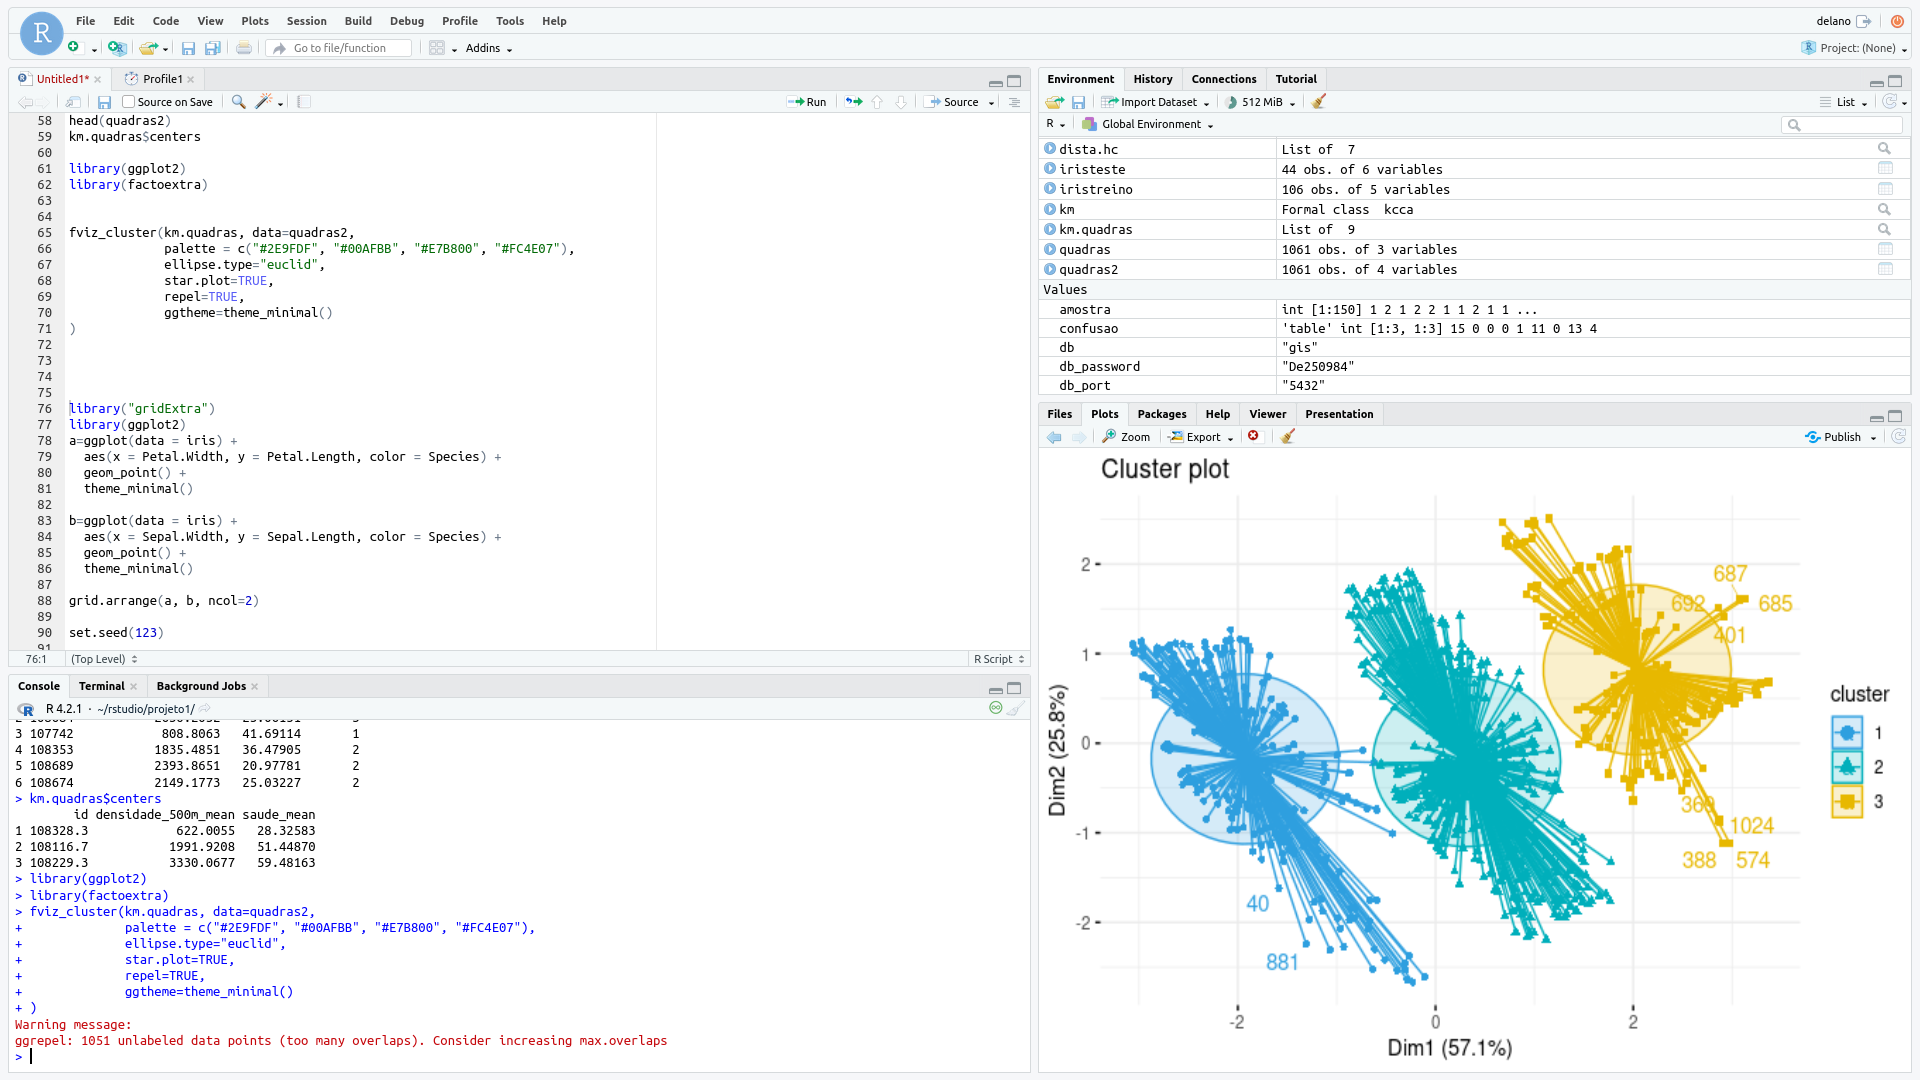 File Edit Code View Plots Session Build Debug Profile Tools Help
delano
Go to file/function
Addins
Project: (None)
Untitled1*
Profile1
Source on Save
Run
Source
58 head(quadras2)
59 km.quadras$centers
60
61 library(ggplot2)
62 library(factoextra)
63
64
65 fviz_cluster(km.quadras, data=quadras2,
66 palette = c("#2E9FDF", "#00AFBB", "#E7B800", "#FC4E07"),
67 ellipse.type="euclid",
68 star.plot=TRUE,
69 repel=TRUE,
70 ggtheme=theme_minimal()
71 )
72
73
74
75
76 library("gridExtra")
77 library(ggplot2)
78 a=ggplot(data = iris) +
79 aes(x = Petal.Width, y = Petal.Length, color = Species) +
80 geom_point() +
81 theme_minimal()
82
83 b=ggplot(data = iris) +
84 aes(x = Sepal.Width, y = Sepal.Length, color = Species) +
85 geom_point() +
86 theme_minimal()
87
88 grid.arrange(a, b, ncol=2)
89
90 set.seed(123)
91
76:1 (Top Level) R Script
Console Terminal Background Jobs
R 4.2.1 · ~/rstudio/projeto1/
3 107742 808.8063 41.69114 1
4 108353 1835.4851 36.47905 2
5 108689 2393.8651 20.97781 2
6 108674 2149.1773 25.03227 2
> km.quadras$centers
id densidade_500m_mean saude_mean
1 108328.3 622.0055 28.32583
2 108116.7 1991.9208 51.44870
3 108229.3 3330.0677 59.48163
> library(ggplot2)
> library(factoextra)
> fviz_cluster(km.quadras, data=quadras2,
+ palette = c("#2E9FDF", "#00AFBB", "#E7B800", "#FC4E07"),
+ ellipse.type="euclid",
+ star.plot=TRUE,
+ repel=TRUE,
+ ggtheme=theme_minimal()
+ )
Warning message:
ggrepel: 1051 unlabeled data points (too many overlaps). Consider increasing max.overlaps
>
Environment History Connections Tutorial
Import Dataset
512 MiB
List
R
Global Environment
dista.hc List of 7
iristeste 44 obs. of 6 variables
iristreino 106 obs. of 5 variables
km Formal class kcca
km.quadras List of 9
quadras 1061 obs. of 3 variables
quadras2 1061 obs. of 4 variables
Values
amostra int [1:150] 1 2 1 2 2 1 1 2 1 1 ...
confusao 'table' int [1:3, 1:3] 15 0 0 0 1 11 0 13 4
db "gis"
db_password "De250984"
db_port "5432"
Files Plots Packages Help Viewer Presentation
Zoom
Export
Publish
Cluster plot
687
692
685
401
369
1024
388
574
40
881
2
1
0
-1
-2
-2
0
2
Dim2 (25.8%)
Dim1 (57.1%)
cluster
1
2
3